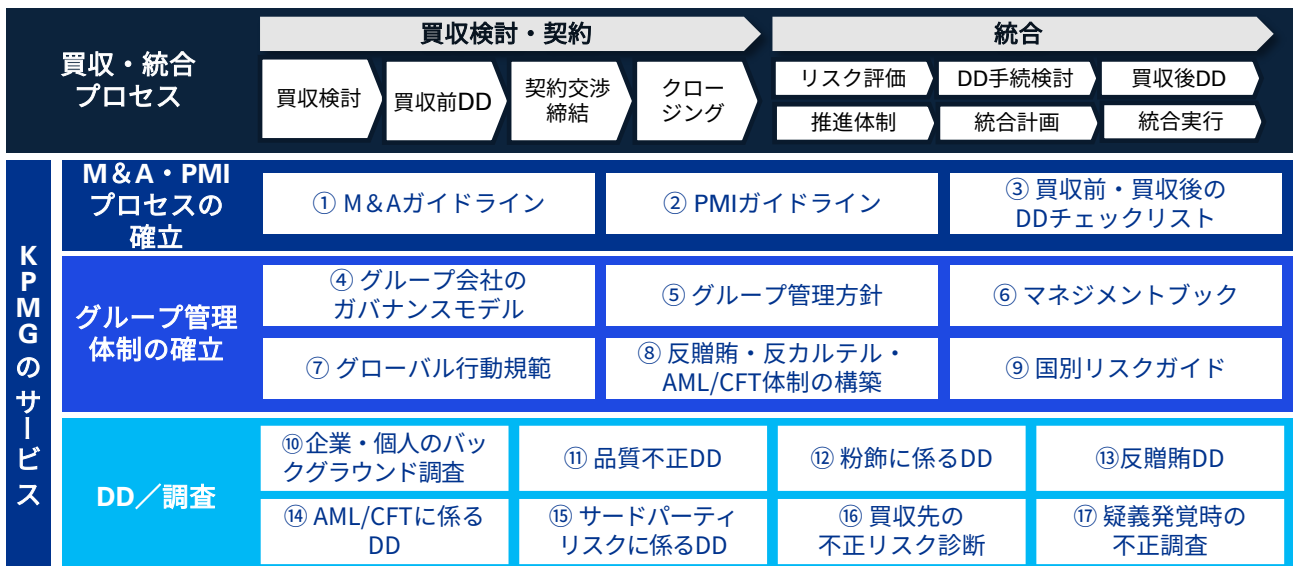 買収・統合
プロセス
買収検討・契約
統合
買収検討
買収前DD
契約交渉
締結
クロー
ジング
リスク評価
DD手続検討
買収後DD
推進体制
統合計画
統合実行
KPMGのサービス
M&A・PMI
プロセスの
確立
① M&Aガイドライン
② PMIガイドライン
③ 買収前・買収後の
DDチェックリスト
グループ管理
体制の確立
④ グループ会社の
ガバナンスモデル
⑤ グループ管理方針
⑥ マネジメントブック
⑦ グローバル行動規範
⑧ 反贈賄・反カルテル・
AML/CFT体制の構築
⑨ 国別リスクガイド
DD/調査
⑩企業・個人のバッ
クグラウンド調査
⑪ 品質不正DD
⑫ 粉飾に係るDD
⑬反贈賄DD
⑭ AML/CFTに係る
DD
⑮ サードパーティ
リスクに係るDD
⑯ 買収先の
不正リスク診断
⑰ 疑義発覚時の
不正調査